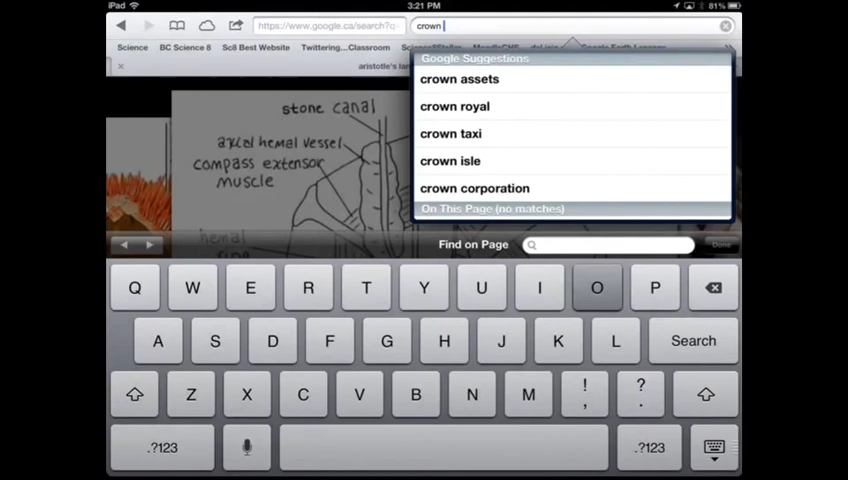 iPad
3:21 PM
81%
https://www.google.ca/search?q
crown
Science
BC Science 8
Sc8 Best Website
Twittering...Classroom
aristotle's lan
Google Suggestions
crown assets
crown royal
crown taxi
crown isle
crown corporation
On This Page (no matches)
stone canal
axial hemal vessel
compass extensor
muscle
hemal
Find on Page
Done
Q W E R T Y U I O P
A S D F G H J K L Search
Z X C V B N M ! , ? .
.?123
.?123